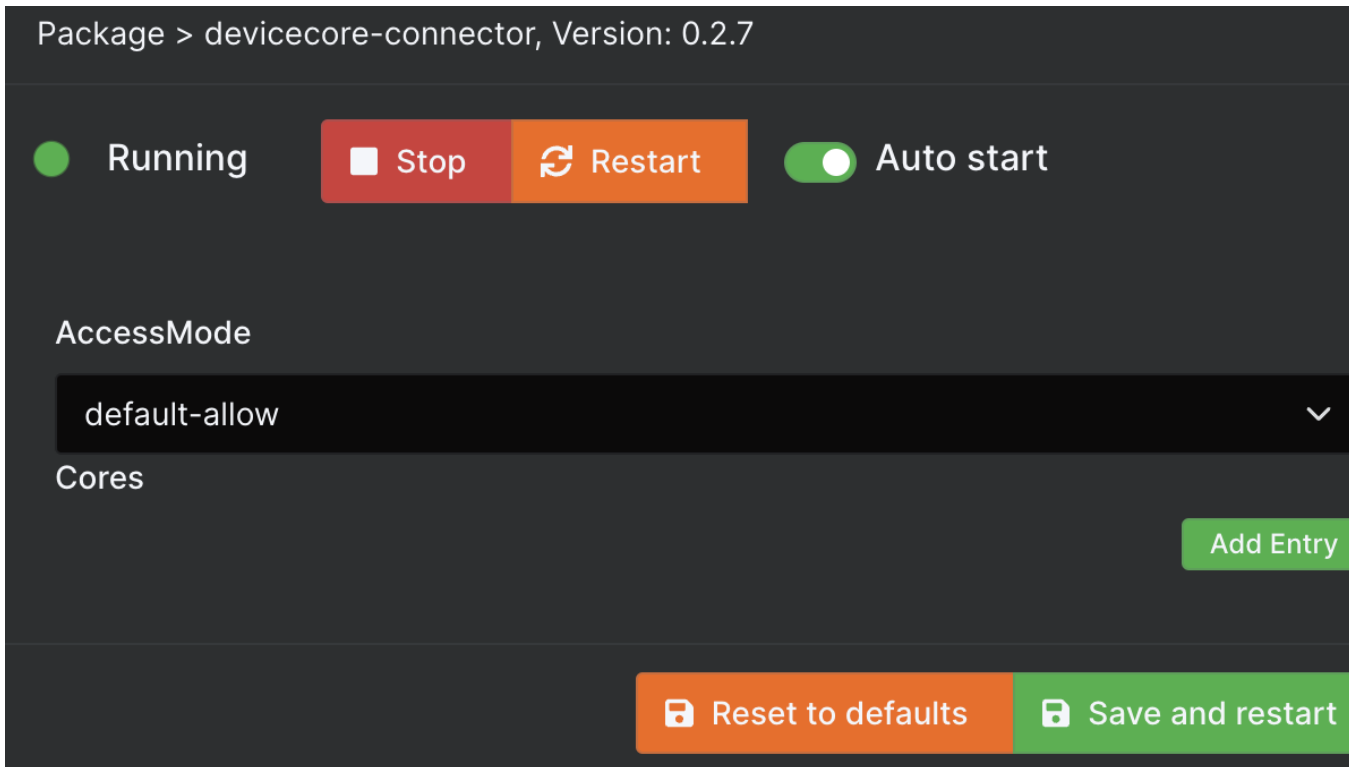 Package > devicecore-connector, Version: 0.2.7
Running Stop Restart Auto start
AccessMode
default-allow
Cores
Add Entry
Reset to defaults Save and restart